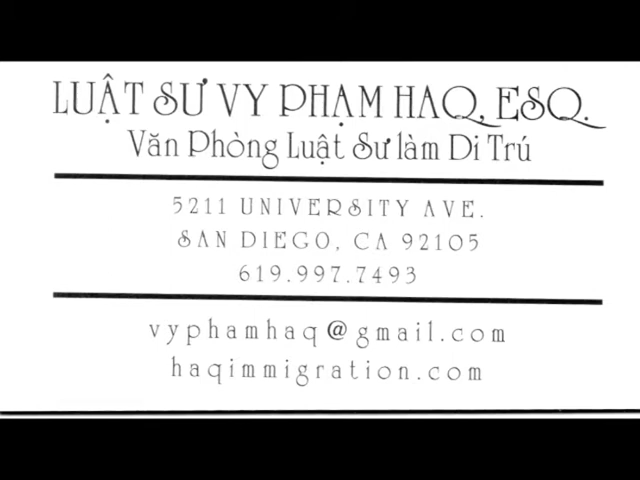 LUẬT SƯ VY PHẠM HAQ, ESQ.
Văn Phòng Luật Sư làm Di Trú
5211 UNIVERSITY AVE.
SAN DIEGO, CA 92105
619.997.7493
vyphamhaq@gmail.com
haqimmigration.com